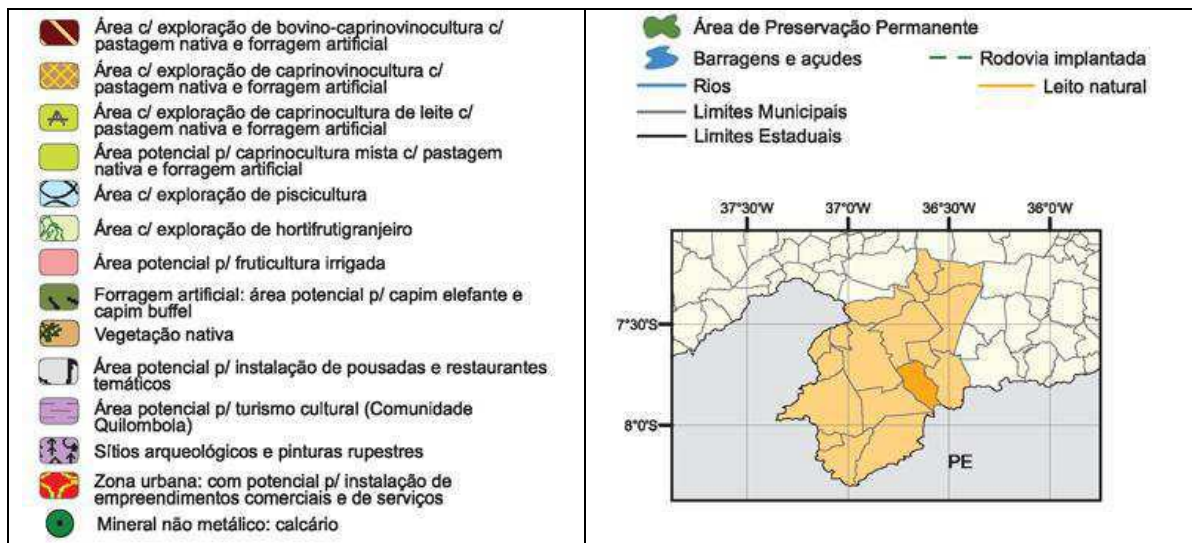 Área c/ exploração de bovino-caprinovinocultura c/
pastagem nativa e forragem artificial
Área c/ exploração de caprinovinocultura c/
pastagem nativa e forragem artificial
Área c/ exploração de caprinocultura de leite c/
pastagem nativa e forragem artificial
Área potencial p/ caprinocultura mista c/ pastagem
nativa e forragem artificial
Área c/ exploração de piscicultura
Área c/ exploração de hortifrutigranjeiro
Área potencial p/ fruticultura irrigada
Forragem artificial: área potencial p/ capim elefante e
capim buffel
Vegetação nativa
Área potencial p/ instalação de pousadas e restaurantes
temáticos
Área potencial p/ turismo cultural (Comunidade
Quilombola)
Sítios arqueológicos e pinturas rupestres
Zona urbana: com potencial p/ instalação de
empreendimentos comerciais e de serviços
Mineral não metálico: calcário
Área de Preservação Permanente
Barragens e açudes
Rodovia implantada
Rios
Leito natural
Limites Municipais
Limites Estaduais
37°30'W 37°0'W 36°30'W 36°0'W
7°30'S
8°0'S
PE